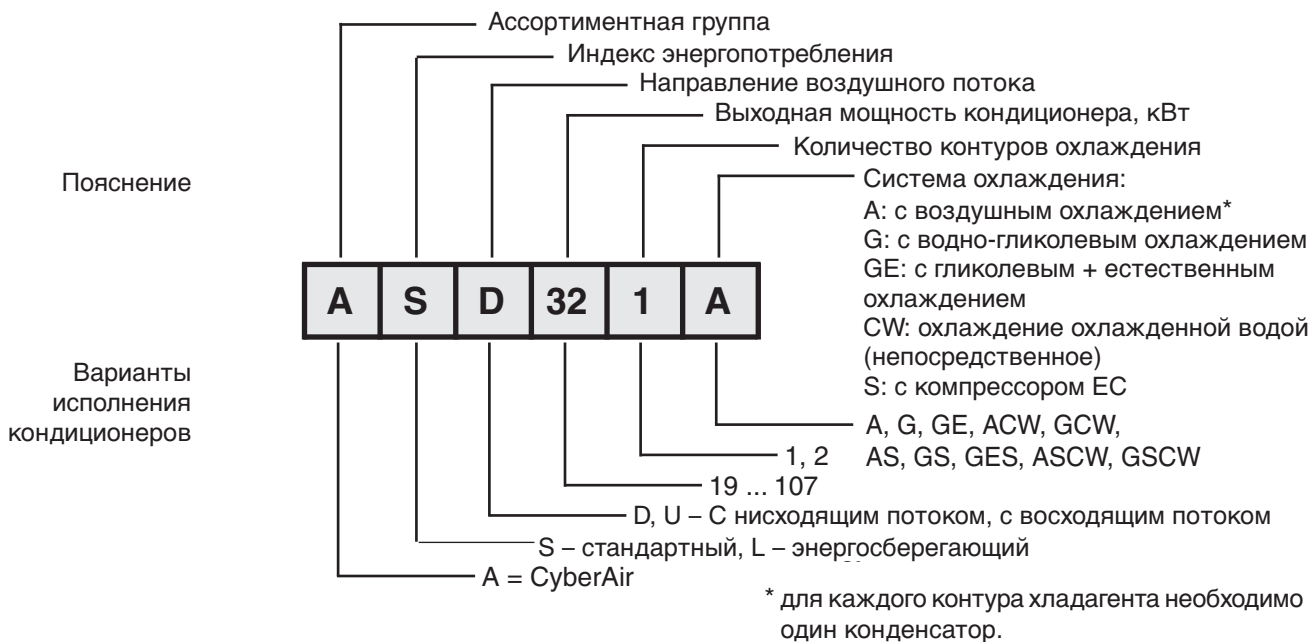 Ассортиментная группа
Индекс энергопотребления
Направление воздушного потока
Выходная мощность кондиционера, кВт
Количество контуров охлаждения
Пояснение
Система охлаждения:
A: с воздушным охлаждением*
G: с водно-гликолевым охлаждением
GE: с гликолевым + естественным
охлаждением
CW: охлаждение охлажденной водой
(непосредственное)
S: с компрессором EC
A S D 32 1 A
Варианты
исполнения
кондиционеров
A, G, GE, ACW, GCW,
AS, GS, GES, ASCW, GSCW
1, 2
19 ... 107
D, U – С нисходящим потоком, с восходящим потоком
S – стандартный, L – энергосберегающий
A = CyberAir
* для каждого контура хладагента необходимо
один конденсатор.